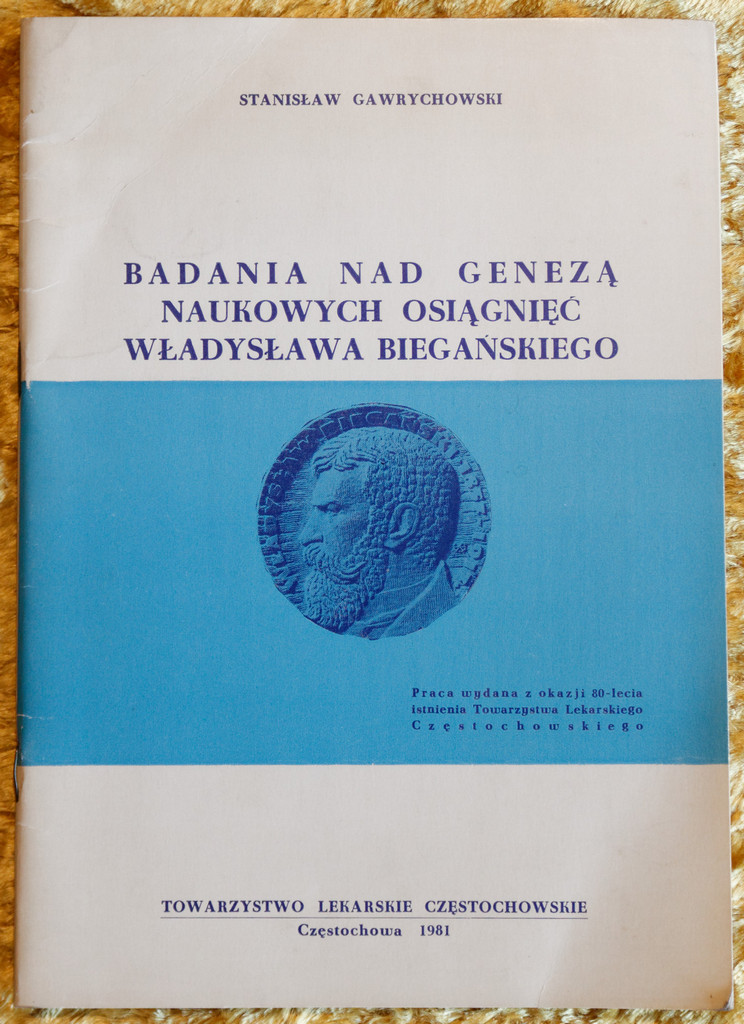 STANISŁAW GAWRYCHOWSKI
BADANIA NAD GENEZĄ
NAUKOWYCH OSIĄGNIĘĆ
WŁADYSŁAWA BIEGAŃSKIEGO
Praca wydana z okazji 80-lecia
istnienia Towarzystwa Lekarskiego
Częstochowskiego
TOWARZYSTWO LEKARSKIE CZĘSTOCHOWSKIE
Częstochowa 1981